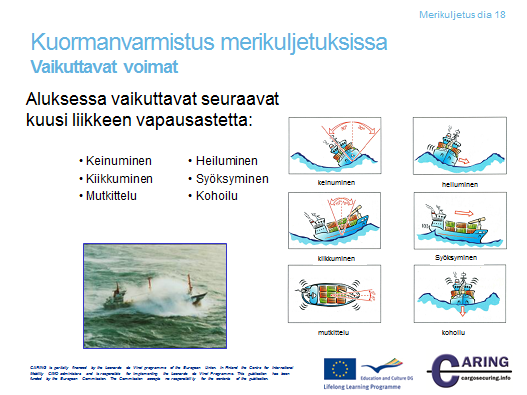 Merikuljetus dia 18
Kuormanvarmistus merikuljetuksissa
Vaikuttavat voimat
Aluksessa vaikuttavat seuraavat
kuusi liikkeen vapausastetta:
• Keinuminen
• Kiikkuminen
• Mutkittelu
• Heiluminen
• Syöksyminen
• Kohoilu
keinuminen
heiluminen
kiikkuminen
Syöksyminen
mutkittelu
kohoilu
CARING is partially financed by the Leonardo da Vinci programme of the European Union. In Finland the Centre for International
Mobility CIMO administers and is responsible for implementing the Leonardo da Vinci Programme. This publication has been
funded by the European Commission. The Commission accepts no responsibility for the contents of the publication.
Education and Culture DG
Lifelong Learning Programme
CARING
cargosecuring.info